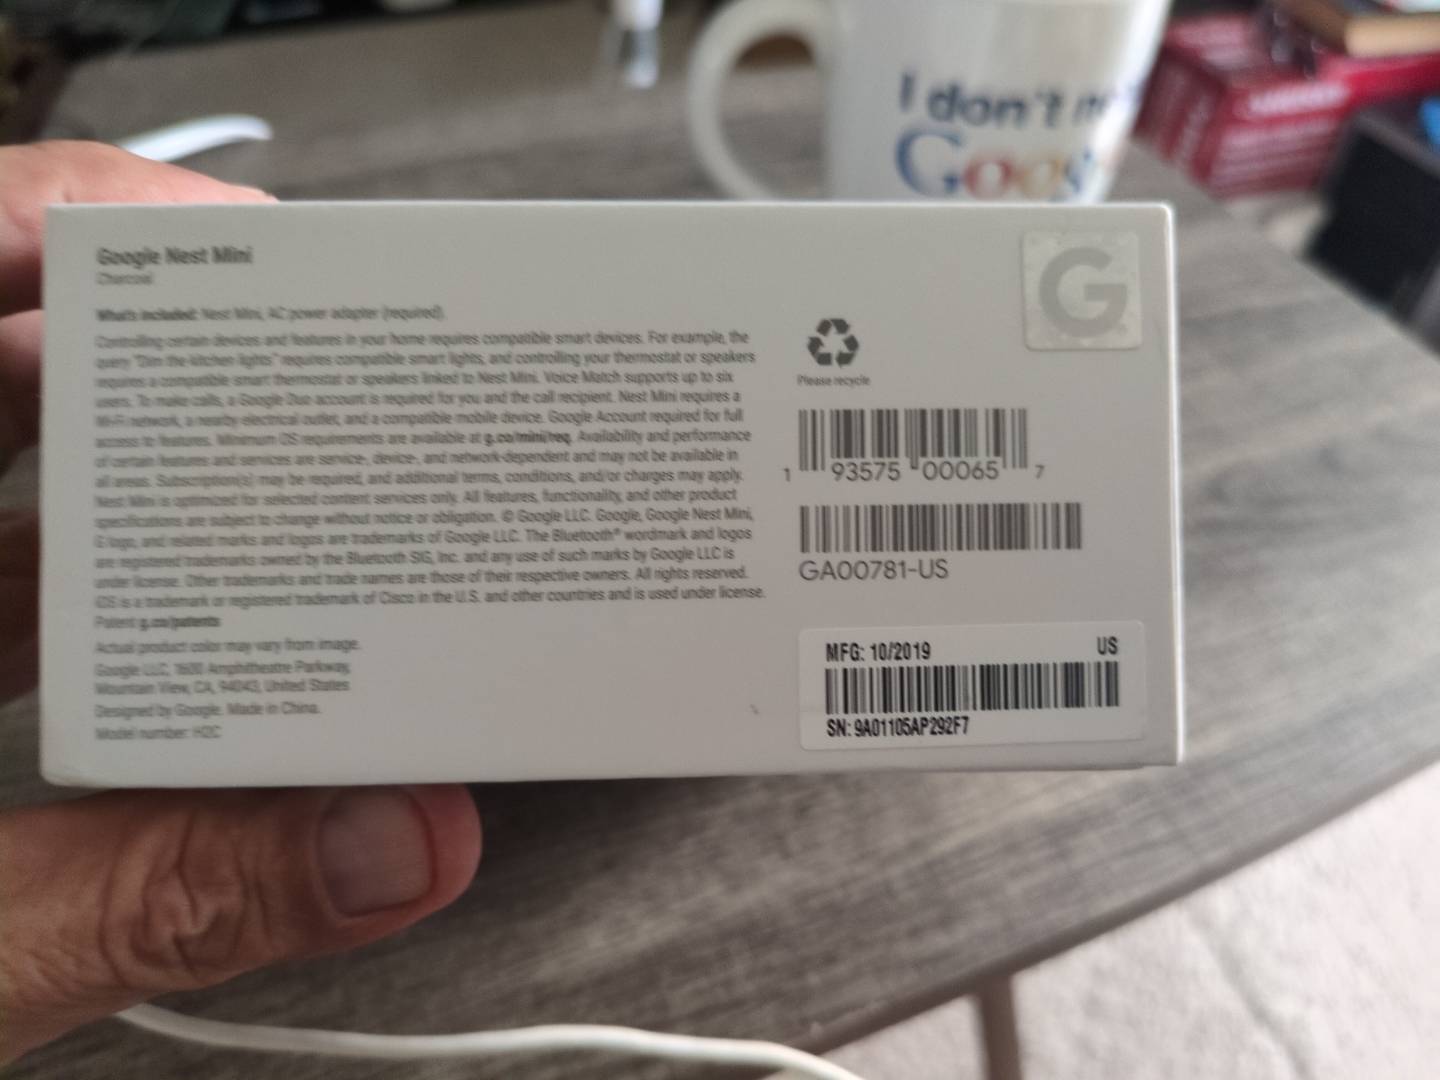 I don't
Google
Google Nest Mini
Charcoal
What's included: Nest Mini, AC power adapter (required).
Controlling certain devices and features in your home requires compatible smart devices. For example, the
query "Dim the kitchen lights" requires compatible smart lights, and controlling your thermostat or speakers
requires a compatible smart thermostat or speakers linked to Nest Mini. Voice Match supports up to six
users. To make calls, a Google Duo account is required for you and the call recipient. Nest Mini requires a
Wi-Fi network, a nearby electrical outlet, and a compatible mobile device. Google Account required for full
access to features. Minimum OS requirements are available at g.co/mini/req. Availability and performance
of certain features and services are service-, device-, and network-dependent and may not be available in
all areas. Subscription(s) may be required, and additional terms, conditions, and/or charges may apply.
Nest Mini is optimized for selected content services only. All features, functionality, and other product
specifications are subject to change without notice or obligation. © Google LLC. Google, Google Nest Mini,
G logo, and related marks and logos are trademarks of Google LLC. The Bluetooth® wordmark and logos
are registered trademarks owned by the Bluetooth SIG, Inc. and any use of such marks by Google LLC is
under license. Other trademarks and trade names are those of their respective owners. All rights reserved.
iOS is a trademark or registered trademark of Cisco in the U.S. and other countries and is used under license.
Patent g.co/patents
Actual product color may vary from image.
Google LLC, 1600 Amphitheatre Parkway,
Mountain View, CA, 94043, United States
Designed by Google. Made in China.
Model number: H2C
G
Please recycle
1 93575 00065 7
GA00781-US
MFG: 10/2019 US
SN: 9A01105AP292F7